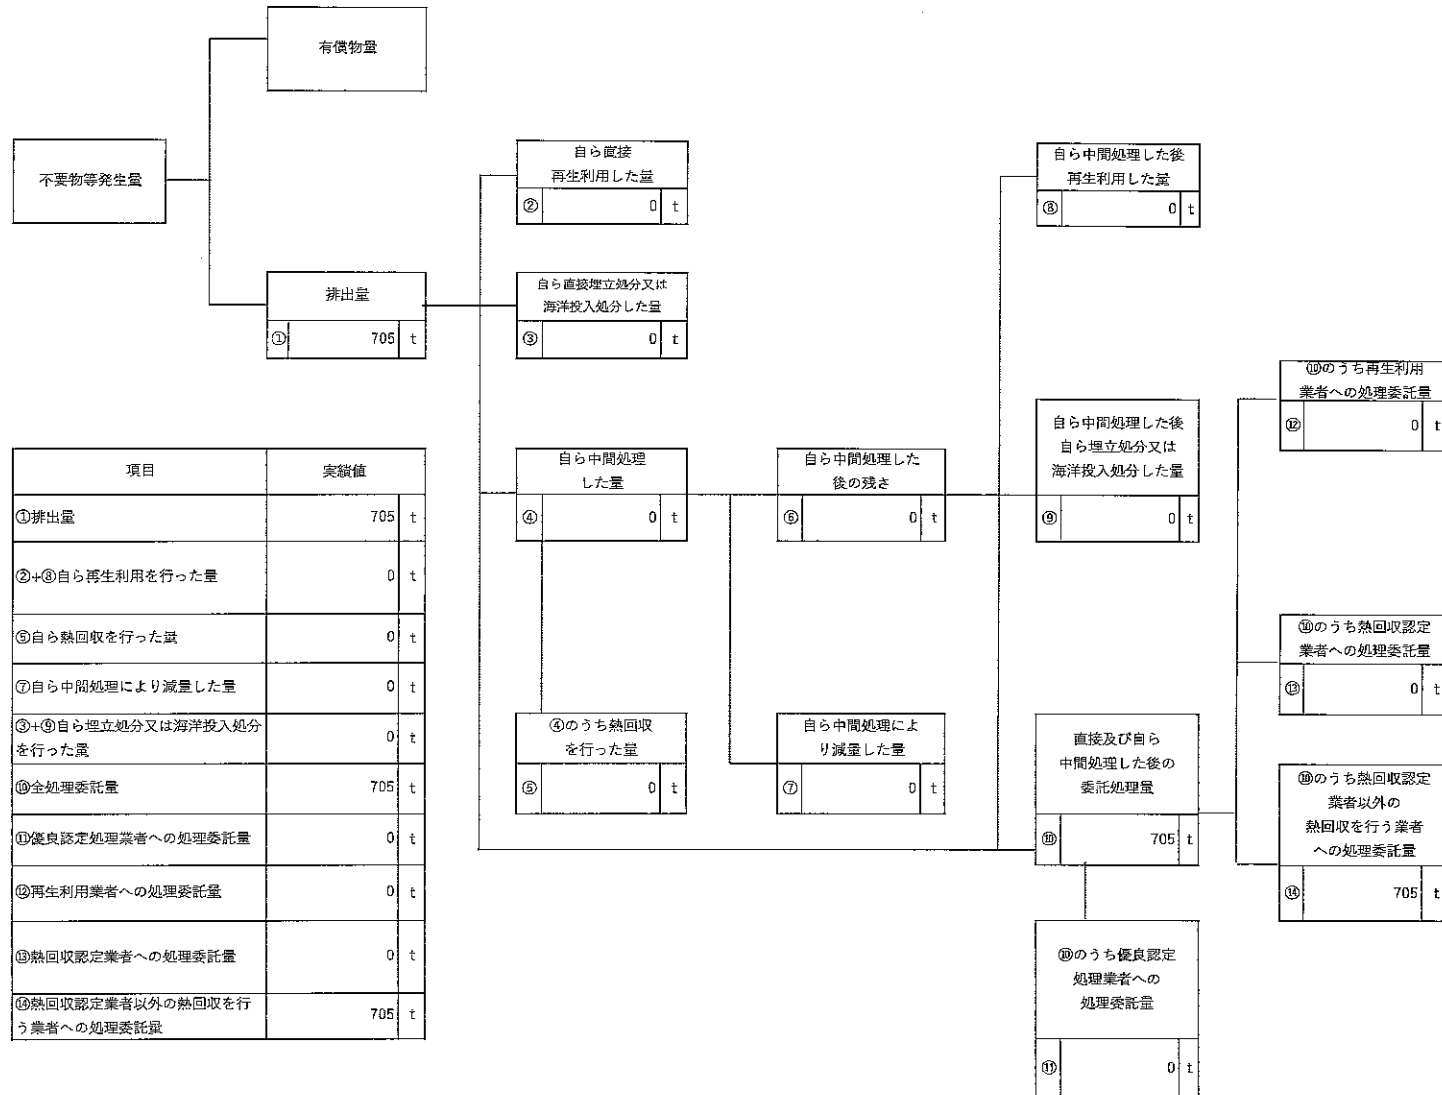 有償物量
不要物等発生量
排出量
① 705 t
自ら直接
再生利用した量
② 0 t
自ら直接埋立処分又は
海洋投入処分した量
③ 0 t
自ら中間処理
した量
④ 0 t
④のうち熱回収
を行った量
⑤ 0 t
自ら中間処理した
後の残さ
⑥ 0 t
自ら中間処理によ
り減量した量
⑦ 0 t
自ら中間処理した後
再生利用した量
⑧ 0 t
自ら中間処理した後
自ら埋立処分又は
海洋投入処分した量
⑨ 0 t
直接及び自ら
中間処理した後の
委託処理量
⑩ 705 t
⑩のうち優良認定
処理業者への
処理委託量
⑪ 0 t
⑩のうち再生利用
業者への処理委託量
⑫ 0 t
⑩のうち熱回収認定
業者への処理委託量
⑬ 0 t
⑩のうち熱回収認定
業者以外の
熱回収を行う業者
への処理委託量
⑭ 705 t
項目 実績値
①排出量 705 t
②+⑧自ら再生利用を行った量 0 t
⑤自ら熱回収を行った量 0 t
⑦自ら中間処理により減量した量 0 t
③+⑨自ら埋立処分又は海洋投入処分
を行った量 0 t
⑩全処理委託量 705 t
⑪優良認定処理業者への処理委託量 0 t
⑫再生利用業者への処理委託量 0 t
⑬熱回収認定業者への処理委託量 0 t
⑭熱回収認定業者以外の熱回収を行
う業者への処理委託量 705 t